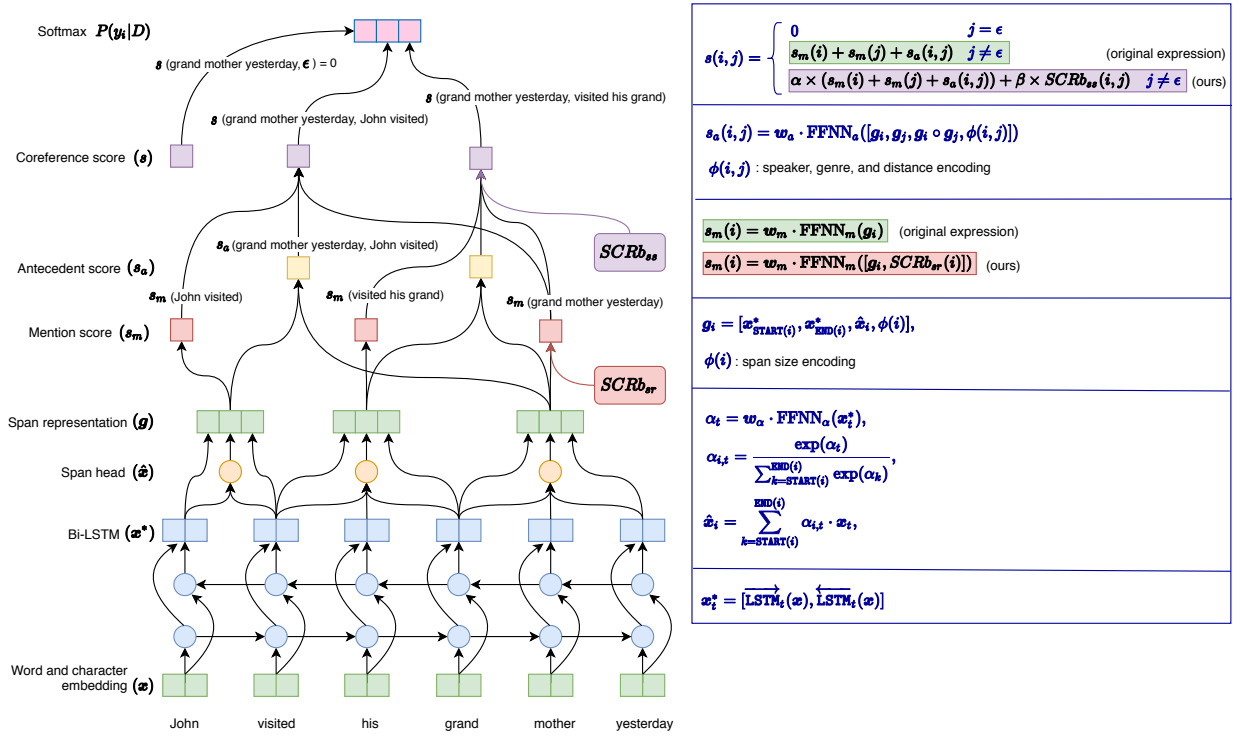 Softmax P(y_i|D)
s (grand mother yesterday, ϵ ) = 0
s (grand mother yesterday, visited his grand)
s (grand mother yesterday, John visited)
Coreference score (s)
s_a (grand mother yesterday, John visited)
SCRb_ss
Antecedent score (s_a)
s_m (John visited)
s_m (visited his grand)
s_m (grand mother yesterday)
Mention score (s_m)
SCRb_sr
Span representation (g)
Span head (x̂)
Bi-LSTM (x*)
Word and character
embedding (x)
John visited his grand mother yesterday
s(i, j) =
0 j = ϵ
s_m(i) + s_m(j) + s_a(i, j) j ≠ ϵ (original expression)
α × (s_m(i) + s_m(j) + s_a(i, j)) + β × SCRb_ss(i, j) j ≠ ϵ (ours)
s_a(i, j) = w_a · FFNN_a([g_i, g_j, g_i ∘ g_j, ϕ(i, j)])
ϕ(i, j) : speaker, genre, and distance encoding
s_m(i) = w_m · FFNN_m(g_i) (original expression)
s_m(i) = w_m · FFNN_m([g_i, SCRb_sr(i)]) (ours)
g_i = [x*_START(i), x*_END(i), x̂_i, ϕ(i)],
ϕ(i) : span size encoding
α_t = w_α · FFNN_α(x*_t),
α_{i,t} = exp(α_t) / ∑_{k=START(i)}^{END(i)} exp(α_k),
x̂_i = ∑_{k=START(i)}^{END(i)} α_{i,t} · x_t,
x*_t = [→LSTM_t(x), ←LSTM_t(x)]